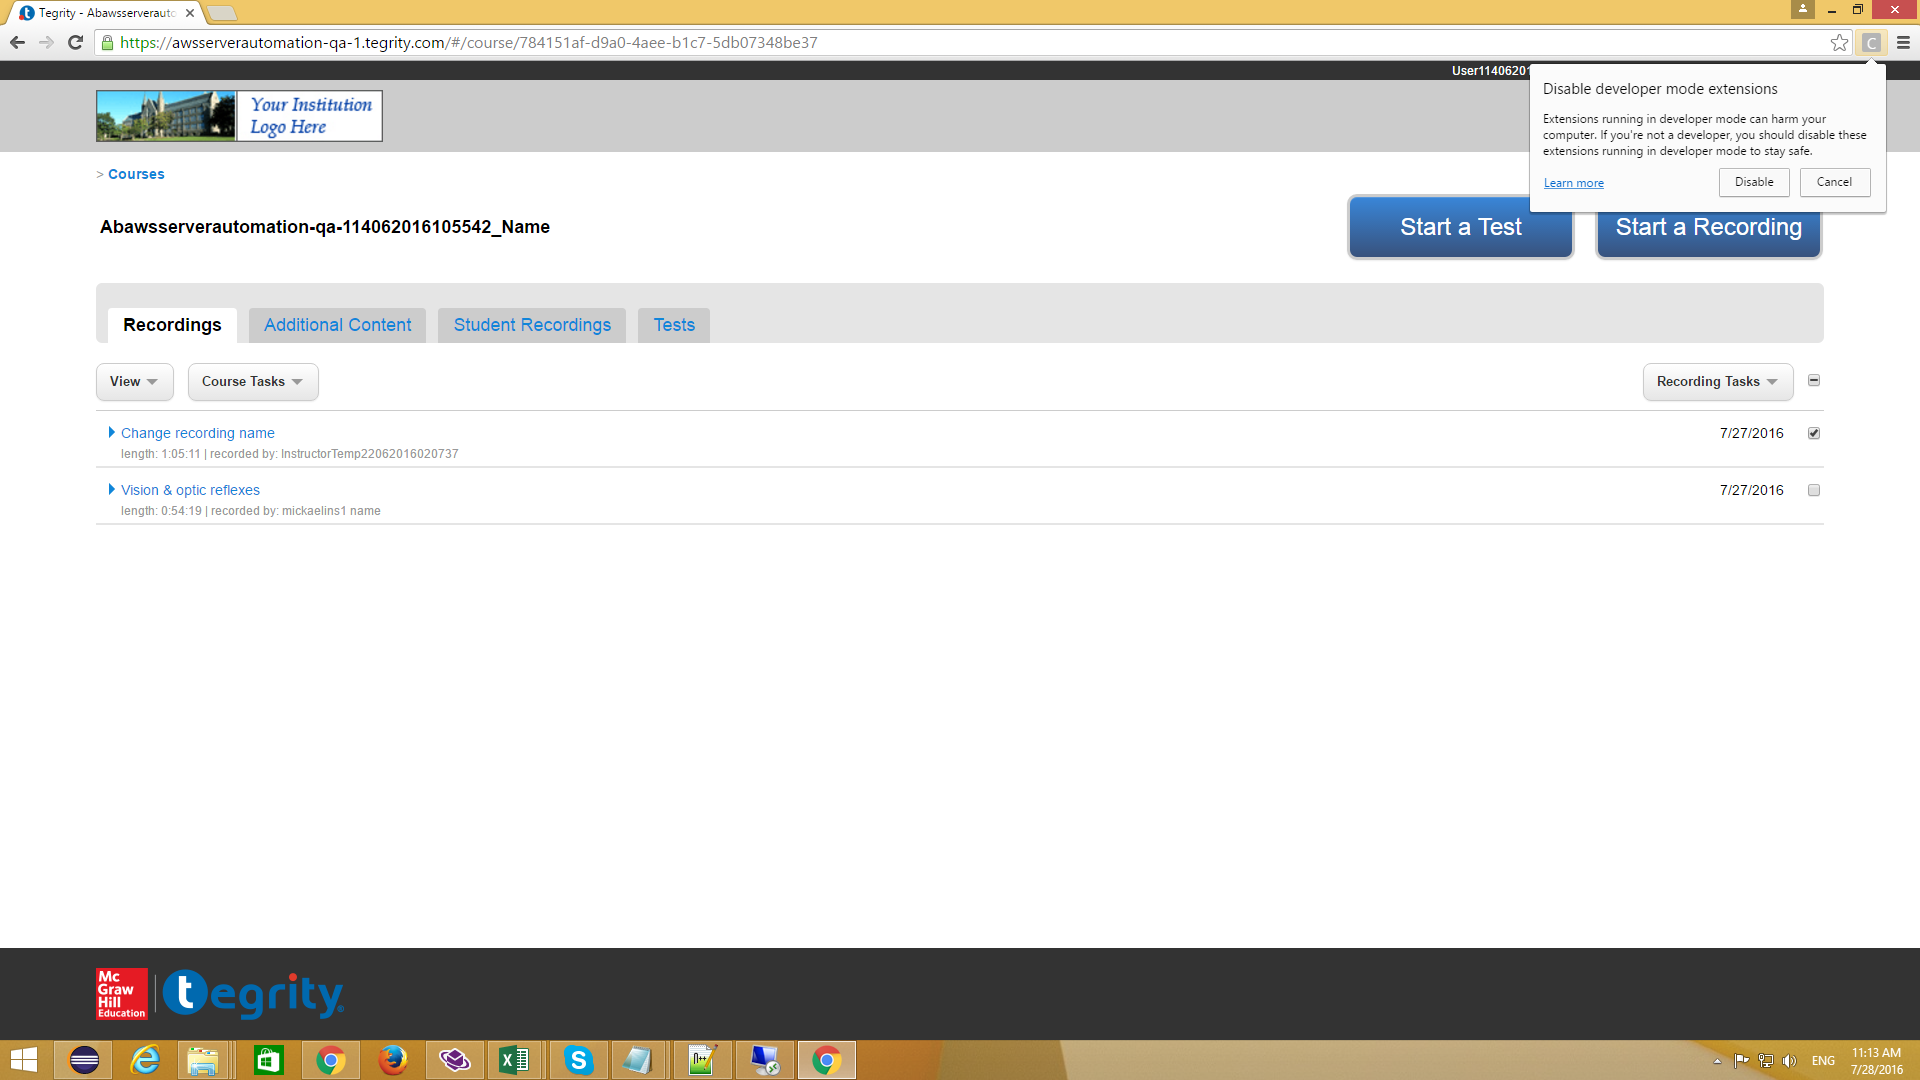 Tegrity - Abawsserverauto
https://awsserverautomation-qa-1.tegrity.com/#/course/784151af-d9a0-4aee-b1c7-5db07348be37
C
User11406201
Disable developer mode extensions
Extensions running in developer mode can harm your
computer. If you're not a developer, you should disable these
extensions running in developer mode to stay safe.
Learn more
Disable
Cancel
Your Institution
Logo Here
> Courses
Abawsserverautomation-qa-114062016105542_Name
Start a Test
Start a Recording
Recordings
Additional Content
Student Recordings
Tests
View
Course Tasks
Recording Tasks
Change recording name
7/27/2016
length: 1:05:11 | recorded by: InstructorTemp22062016020737
Vision & optic reflexes
7/27/2016
length: 0:54:19 | recorded by: mickaelins1 name
Mc
Graw
Hill
Education
tegrity
ENG
11:13 AM
7/28/2016